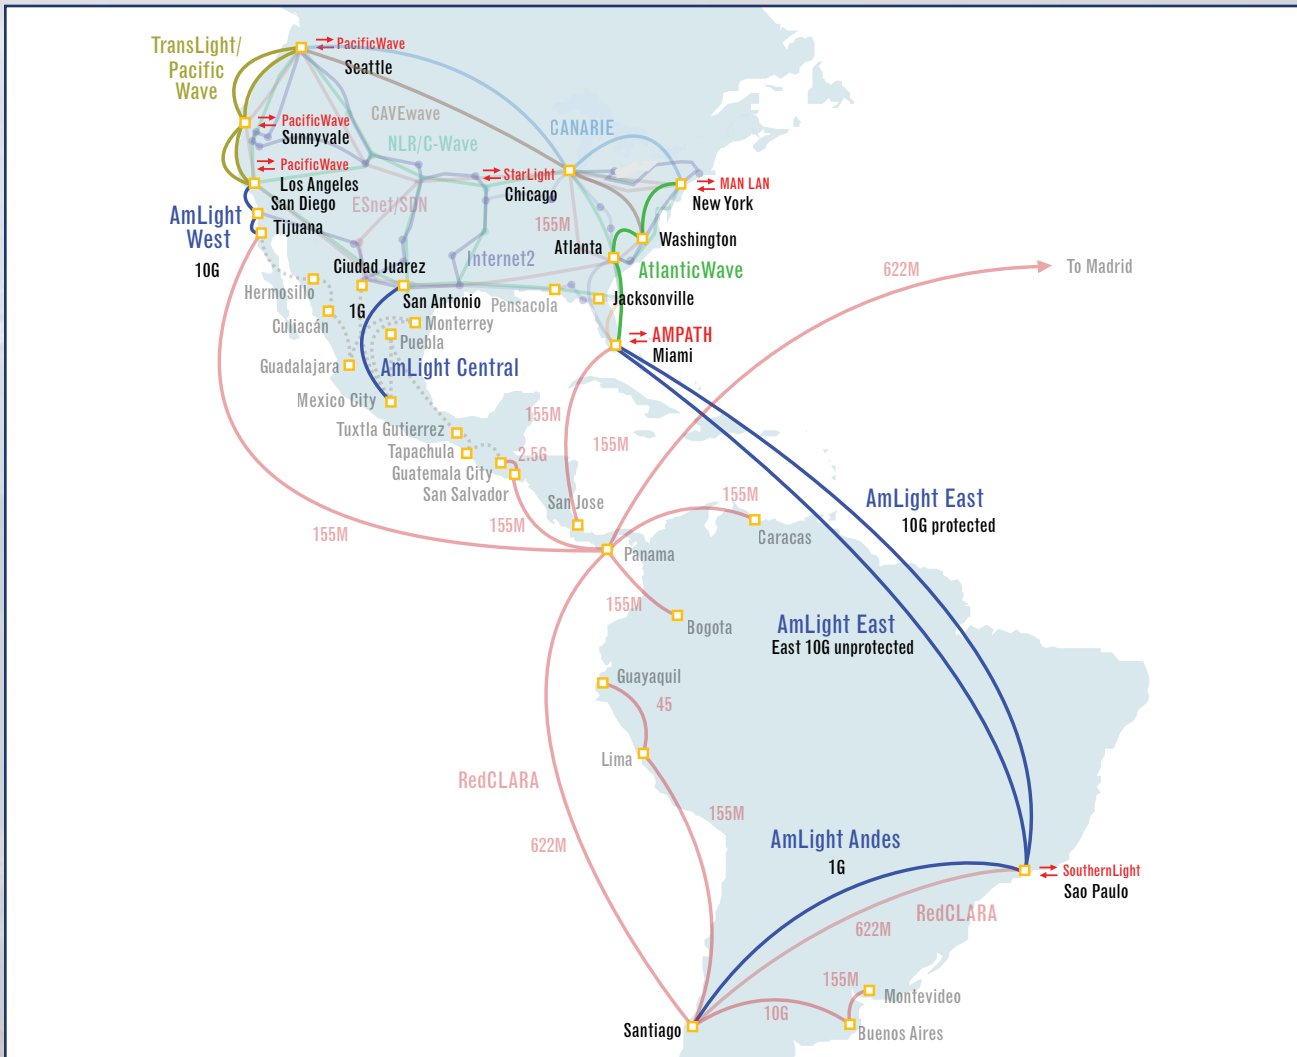 TransLight/
Pacific
Wave
PacificWave
Seattle
CAVEwave
CANARIE
PacificWave
Sunnyvale
NLR/C-Wave
PacificWave
StarLight
MAN LAN
Los Angeles
Chicago
New York
San Diego
ESnet/SDN
AmLight
West
Tijuana
155M
Atlanta
Washington
10G
Internet2
AtlanticWave
622M
To Madrid
Ciudad Juarez
Hermosillo
1G
San Antonio
Pensacola
Jacksonville
Culiacán
Monterrey
Puebla
AMPATH
Miami
Guadalajara
AmLight Central
Mexico City
155M
Tuxtla Gutierrez
155M
Tapachula
2.5G
Guatemala City
San Salvador
San Jose
155M
AmLight East
10G protected
155M
155M
Caracas
Panama
155M
Bogota
AmLight East
East 10G unprotected
Guayaquil
45
Lima
RedCLARA
155M
622M
AmLight Andes
1G
SouthernLight
Sao Paulo
RedCLARA
622M
155M
Montevideo
10G
Santiago
Buenos Aires